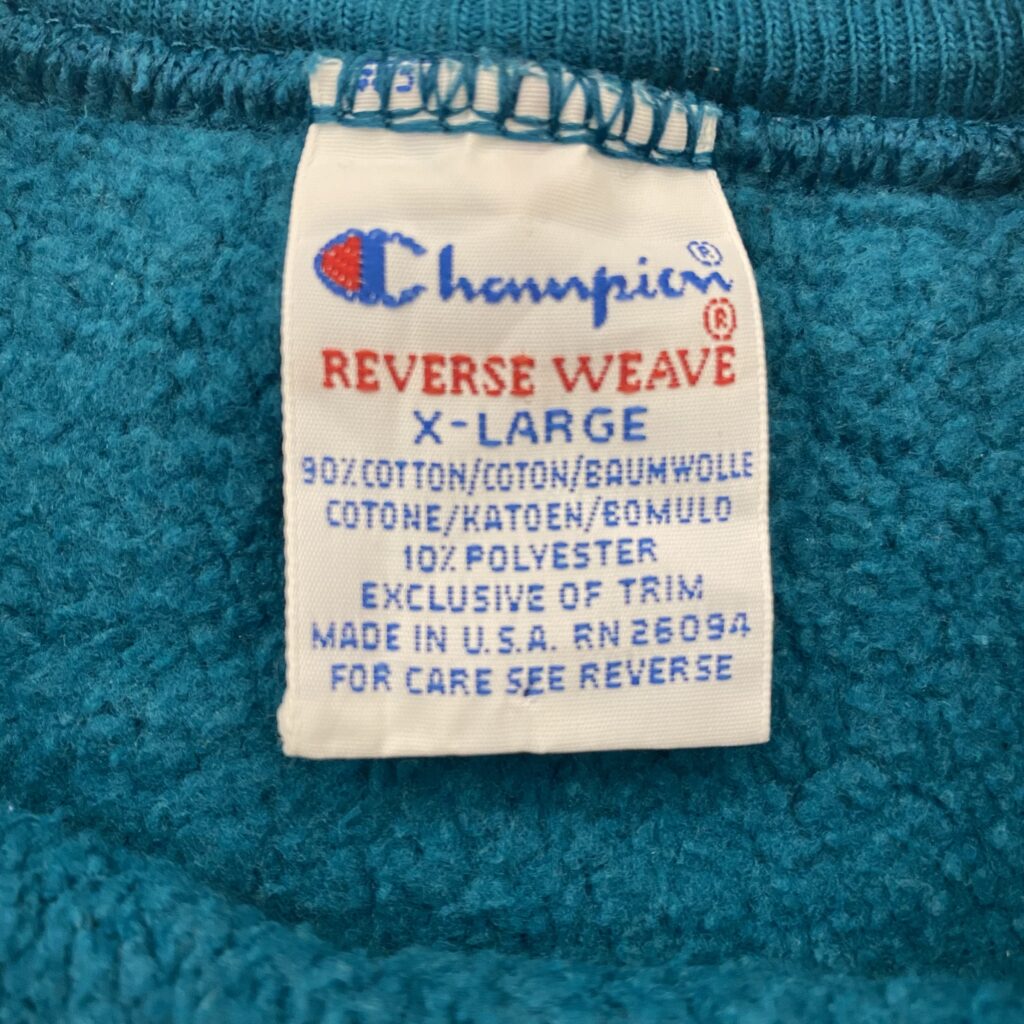 Champion®
®
REVERSE WEAVE
X-LARGE
90% COTTON/COTON/BAUMWOLLE
COTONE/KATOEN/BOMULD
10% POLYESTER
EXCLUSIVE OF TRIM
MADE IN U.S.A. RN 26094
FOR CARE SEE REVERSE